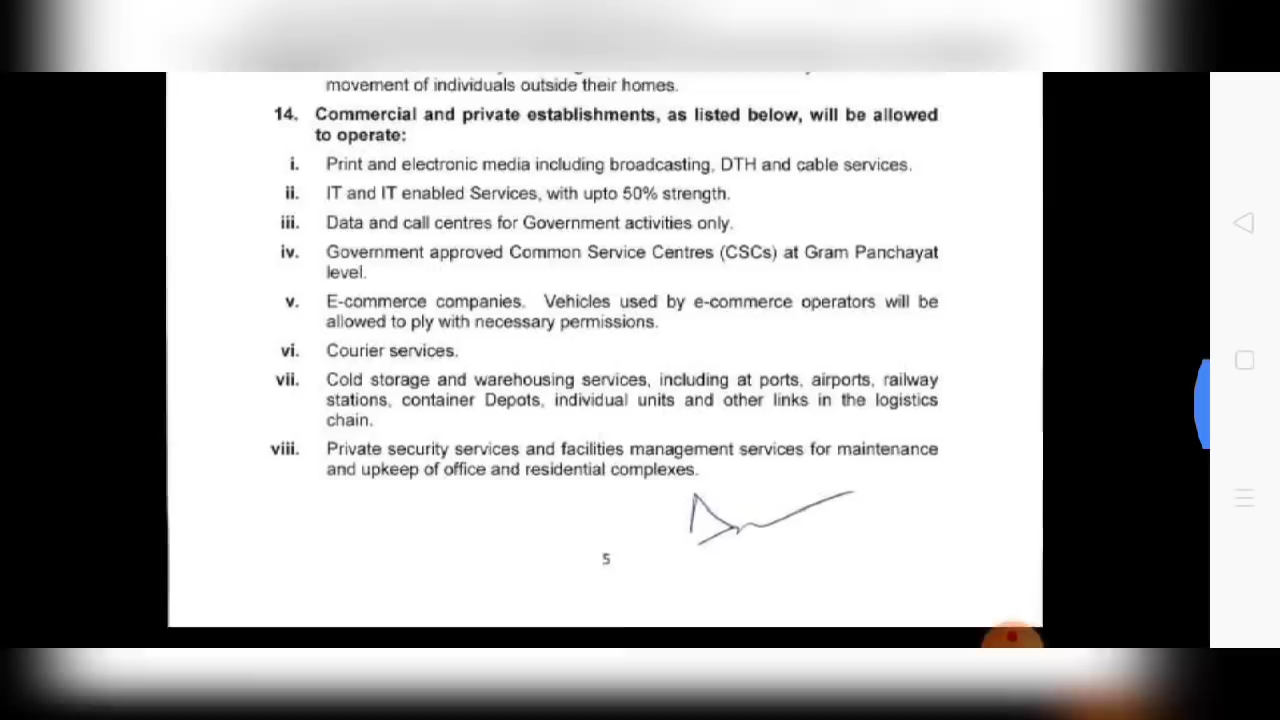 movement of individuals outside their homes.
14. Commercial and private establishments, as listed below, will be allowed
to operate:
i. Print and electronic media including broadcasting, DTH and cable services.
ii. IT and IT enabled Services, with upto 50% strength.
iii. Data and call centres for Government activities only.
iv. Government approved Common Service Centres (CSCs) at Gram Panchayat
level.
v. E-commerce companies. Vehicles used by e-commerce operators will be
allowed to ply with necessary permissions.
vi. Courier services.
vii. Cold storage and warehousing services, including at ports, airports, railway
stations, container Depots, individual units and other links in the logistics
chain.
viii. Private security services and facilities management services for maintenance
and upkeep of office and residential complexes.
5